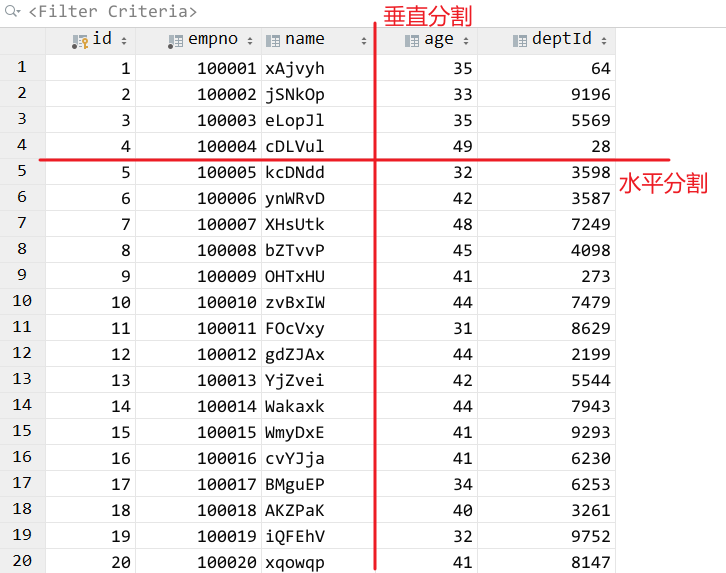 <Filter Criteria> 垂直分割
id empno name age deptId
1 1 100001 xAjvyh 35 64
2 2 100002 jSNkOp 33 9196
3 3 100003 eLopJl 35 5569
4 4 100004 cDLVul 49 28
5 5 100005 kcDNdd 32 3598 水平分割
6 6 100006 ynWRvD 42 3587
7 7 100007 XHsUtk 48 7249
8 8 100008 bZTvvP 45 4098
9 9 100009 OHTxHU 41 273
10 10 100010 zvBxIW 44 7479
11 11 100011 FOcVxy 31 8629
12 12 100012 gdZJAx 44 2199
13 13 100013 YjZvei 42 5544
14 14 100014 Wakaxk 44 7943
15 15 100015 WmyDxE 41 9293
16 16 100016 cvYJja 41 6230
17 17 100017 BMguEP 34 6253
18 18 100018 AKZPaK 40 3261
19 19 100019 iQFEhV 32 9752
20 20 100020 xqowqp 41 8147